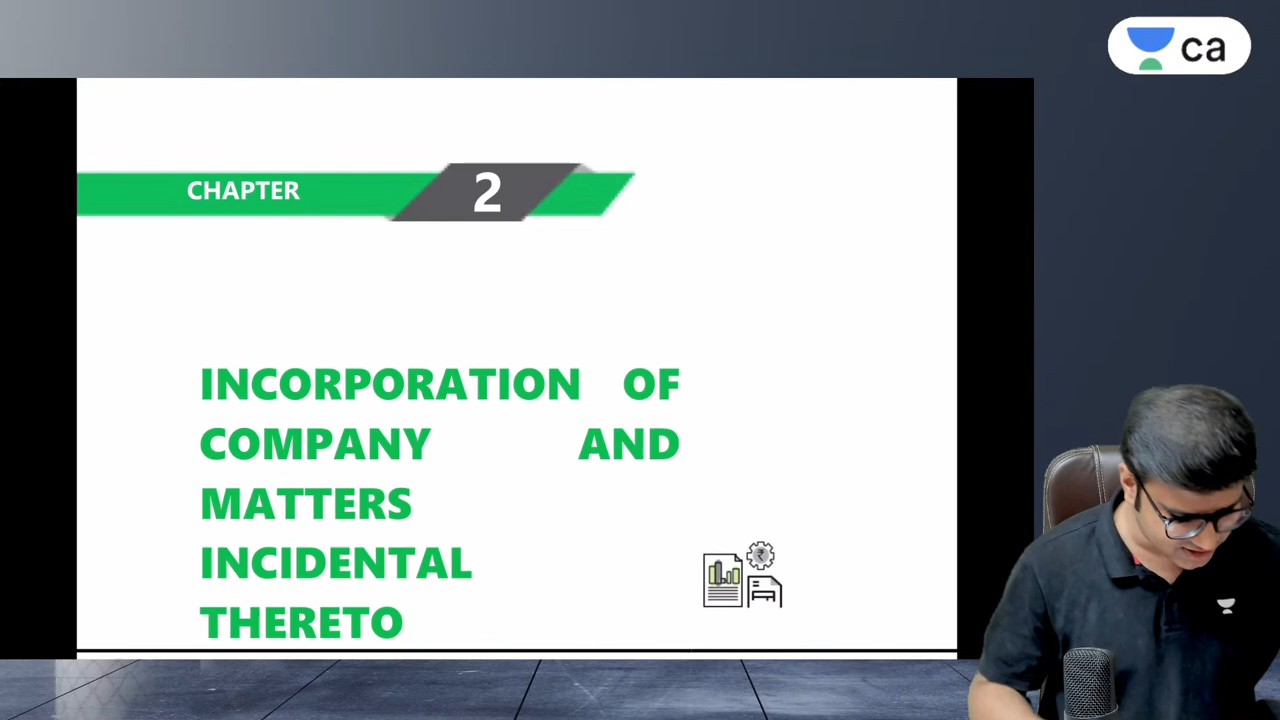 ca
CHAPTER 2
INCORPORATION OF
COMPANY AND
MATTERS
INCIDENTAL
THERETO
₹